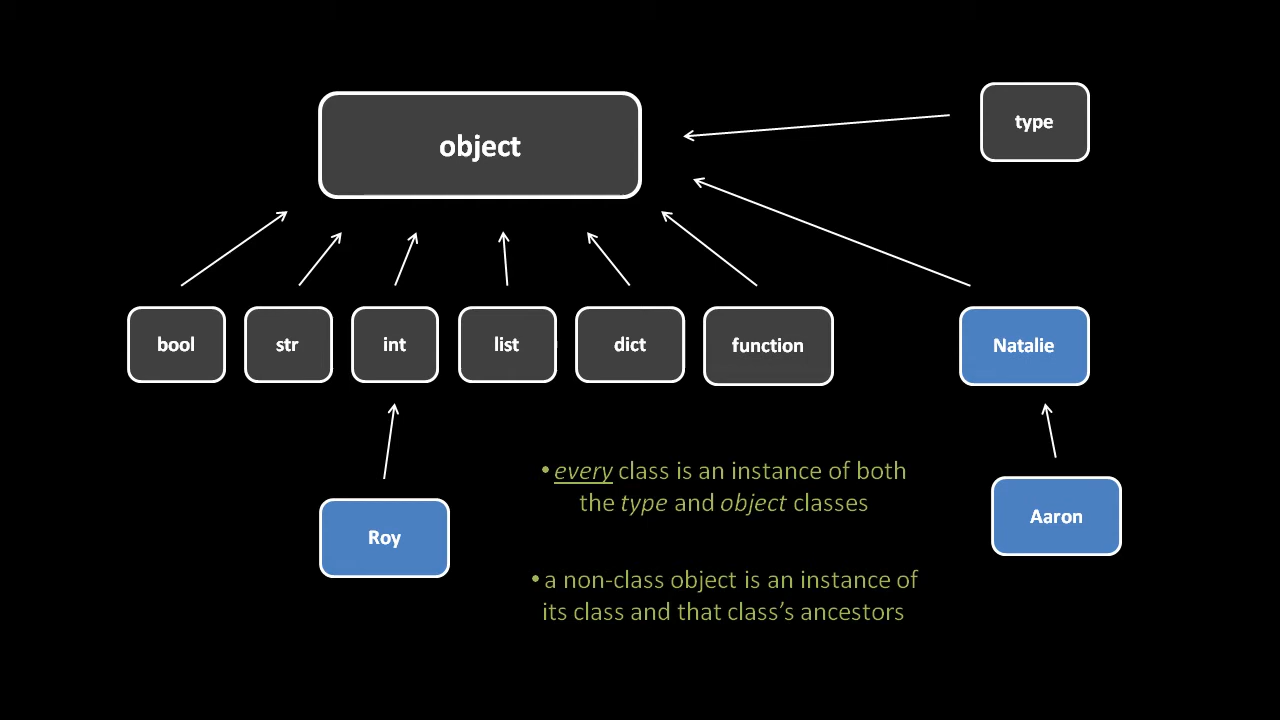 object
type
bool
str
int
list
dict
function
Natalie
Roy
Aaron
• every class is an instance of both
the type and object classes
• a non-class object is an instance of
its class and that class’s ancestors